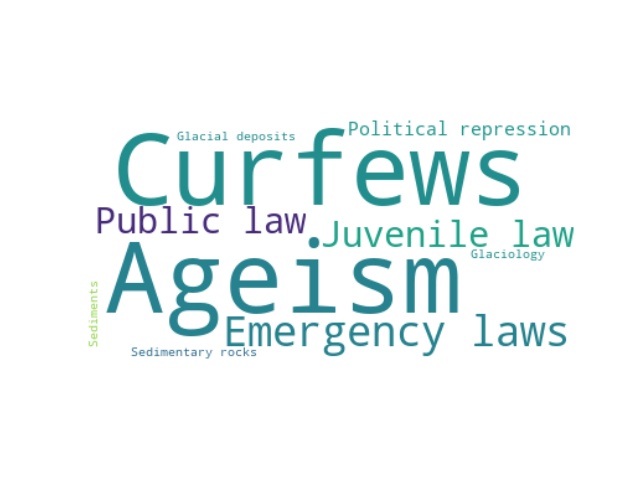 Glacial deposits
Political repression
Curfews
Public law
Juvenile law
Ageism
Glaciology
Sediments
Emergency laws
Sedimentary rocks